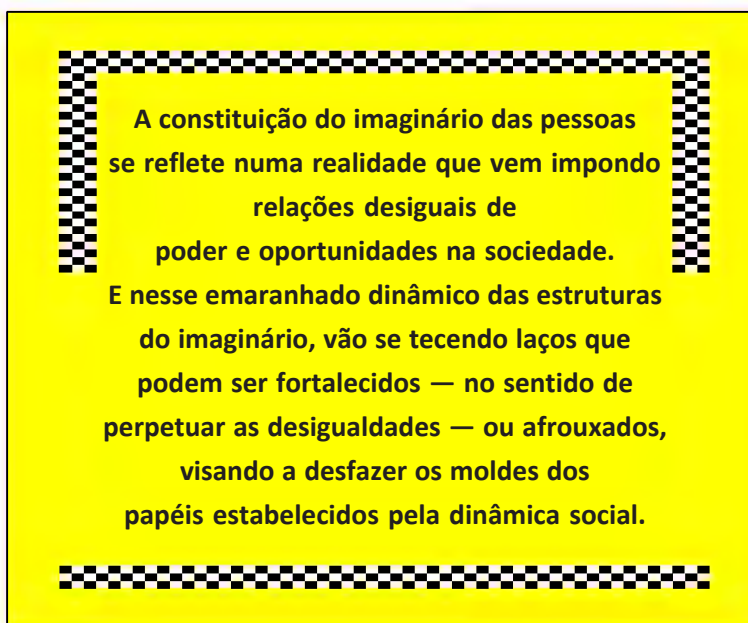 A constituição do imaginário das pessoas
se reflete numa realidade que vem impondo
relações desiguais de
poder e oportunidades na sociedade.
E nesse emaranhado dinâmico das estruturas
do imaginário, vão se tecendo laços que
podem ser fortalecidos — no sentido de
perpetuar as desigualdades — ou afrouxados,
visando a desfazer os moldes dos
papéis estabelecidos pela dinâmica social.